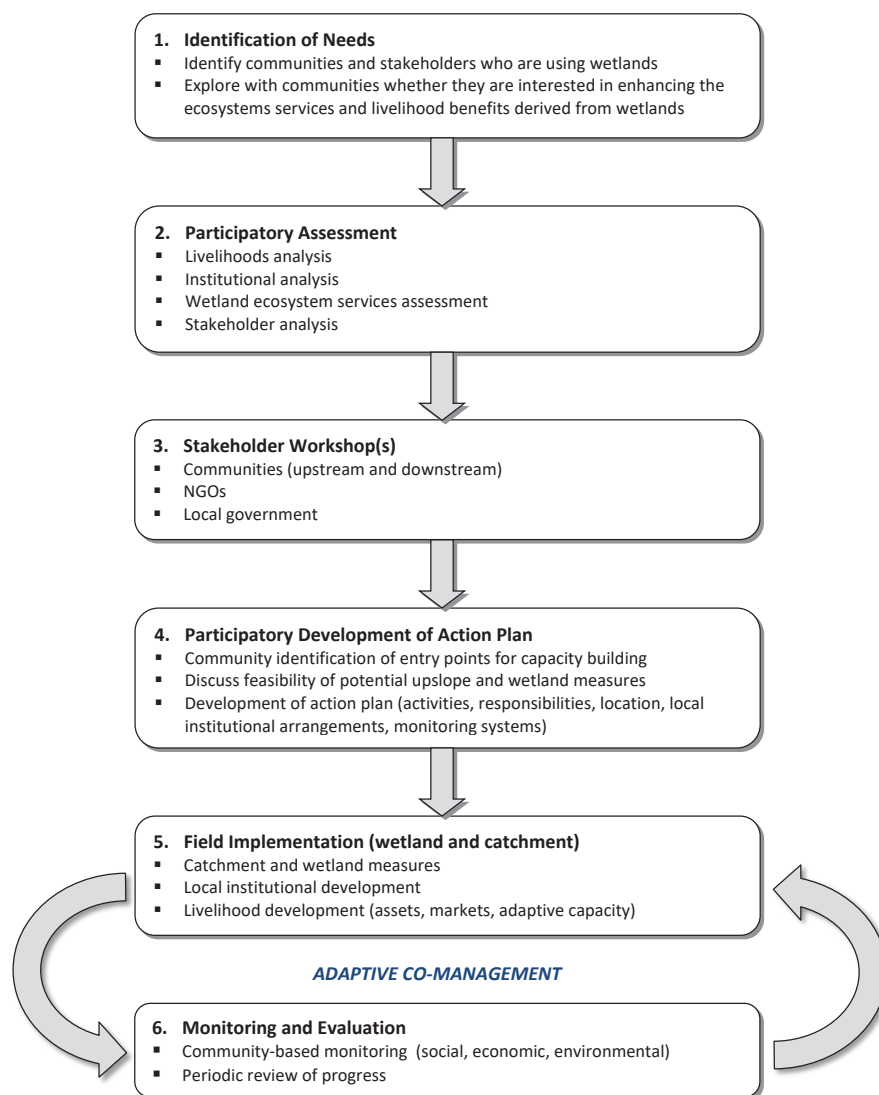 1. Identification of Needs
▪ Identify communities and stakeholders who are using wetlands
▪ Explore with communities whether they are interested in enhancing the
ecosystems services and livelihood benefits derived from wetlands
2. Participatory Assessment
▪ Livelihoods analysis
▪ Institutional analysis
▪ Wetland ecosystem services assessment
▪ Stakeholder analysis
3. Stakeholder Workshop(s)
▪ Communities (upstream and downstream)
▪ NGOs
▪ Local government
4. Participatory Development of Action Plan
▪ Community identification of entry points for capacity building
▪ Discuss feasibility of potential upslope and wetland measures
▪ Development of action plan (activities, responsibilities, location, local
institutional arrangements, monitoring systems)
5. Field Implementation (wetland and catchment)
▪ Catchment and wetland measures
▪ Local institutional development
▪ Livelihood development (assets, markets, adaptive capacity)
ADAPTIVE CO-MANAGEMENT
6. Monitoring and Evaluation
▪ Community-based monitoring (social, economic, environmental)
▪ Periodic review of progress